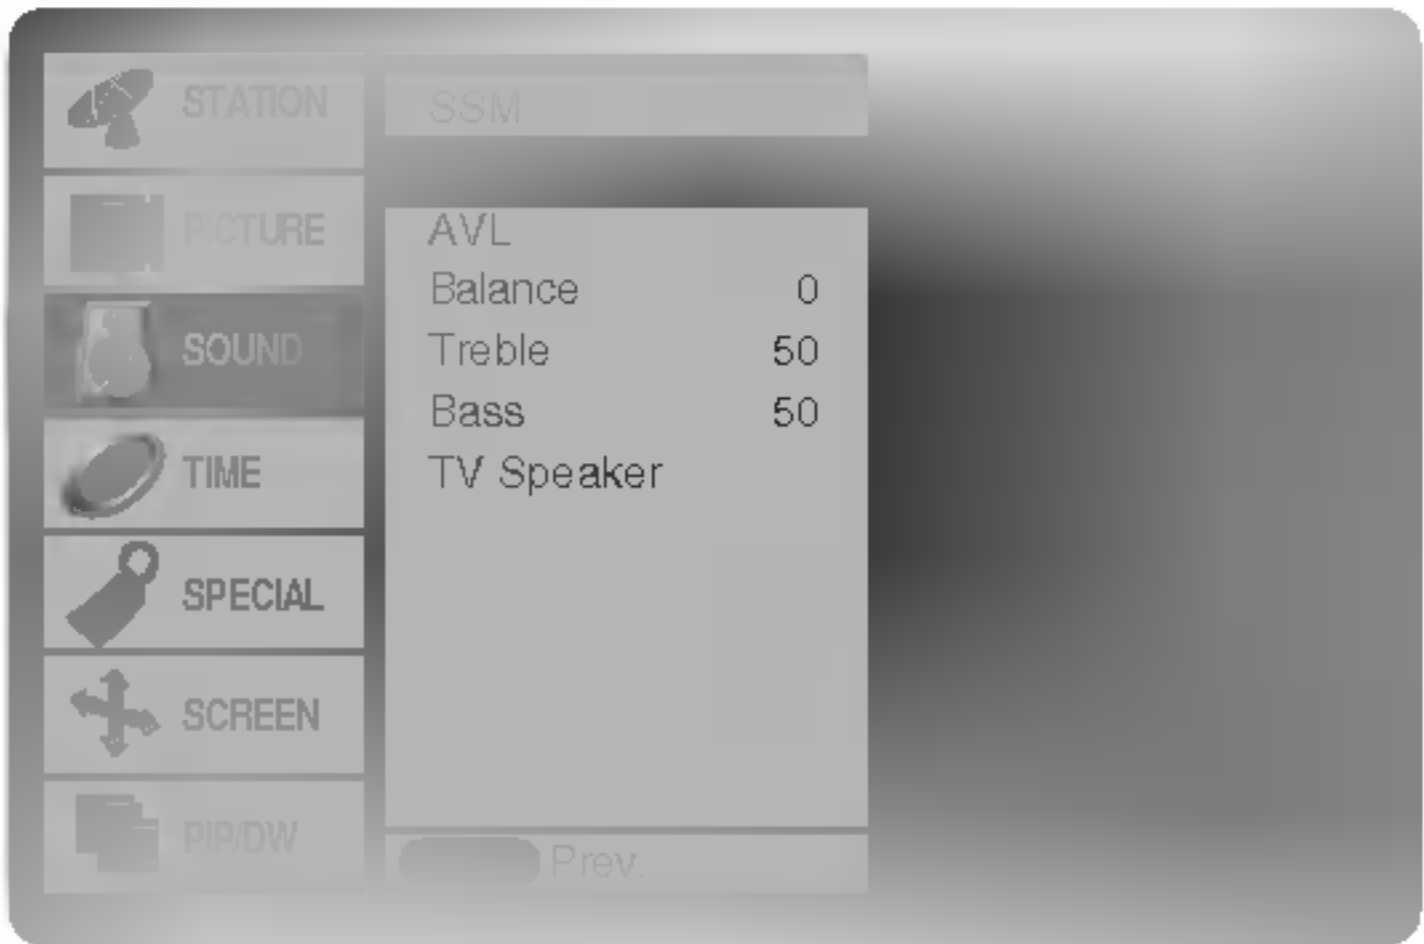 STATION
PICTURE
SOUND
TIME
SPECIAL
SCREEN
PIP/DW
SSM
AVL
Balance 0
Treble 50
Bass 50
TV Speaker
Prev.